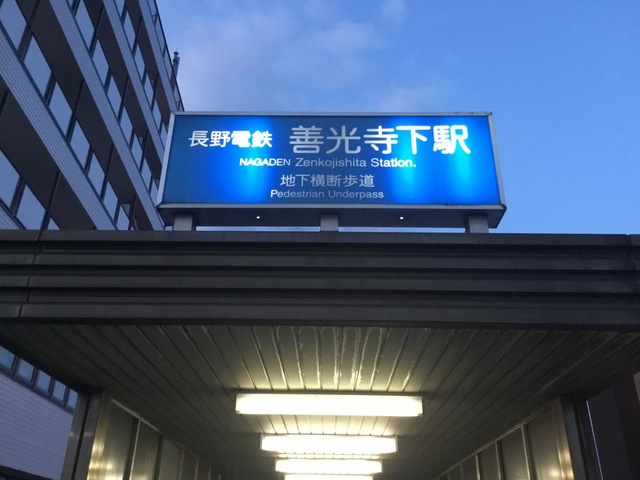 長野電鉄 善光寺下駅
NAGADEN Zenkojishita Station.
地下横断歩道
Pedestrian Underpass